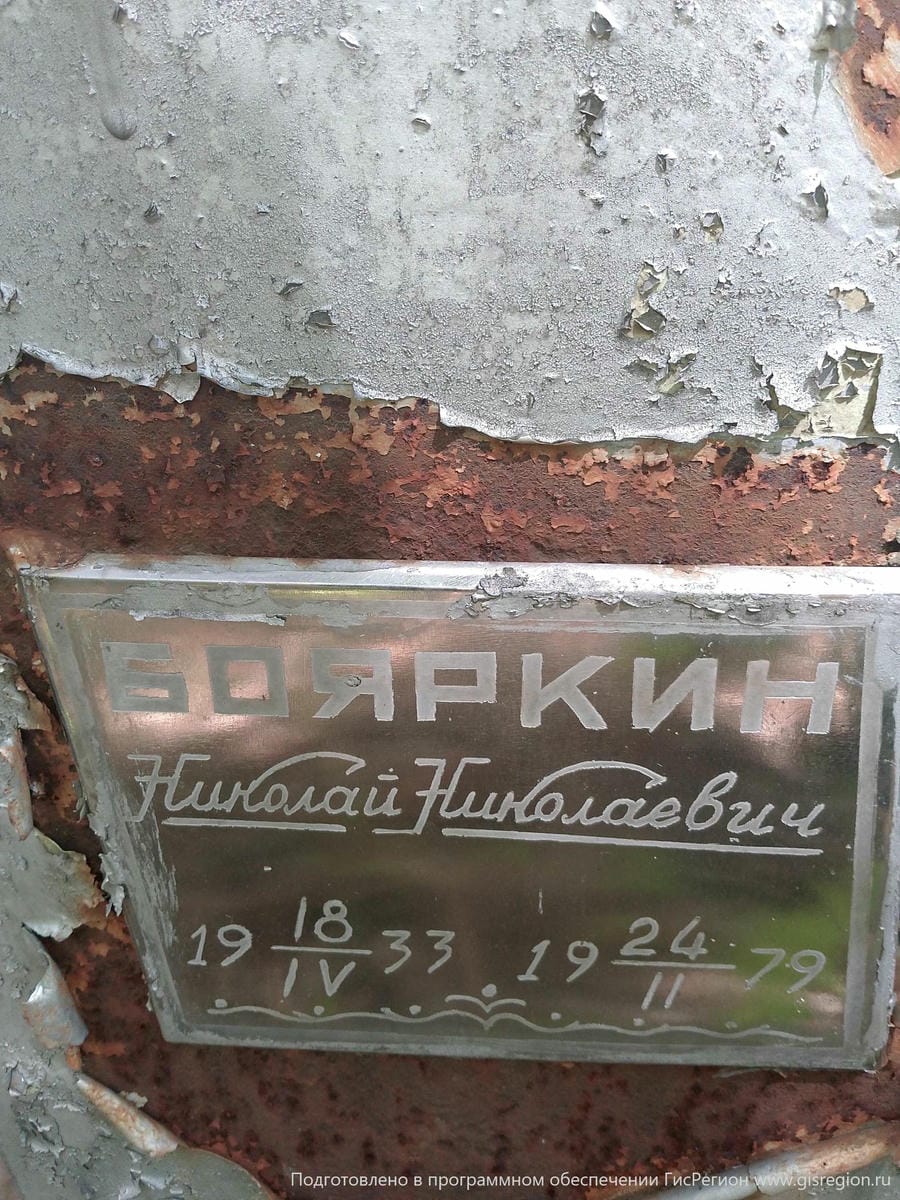 БОЯРКИН
Николай Николаевич
19 18/IV 33 19 24/II 79
Подготовлено в программном обеспечении ГисРегион www.gisregion.ru